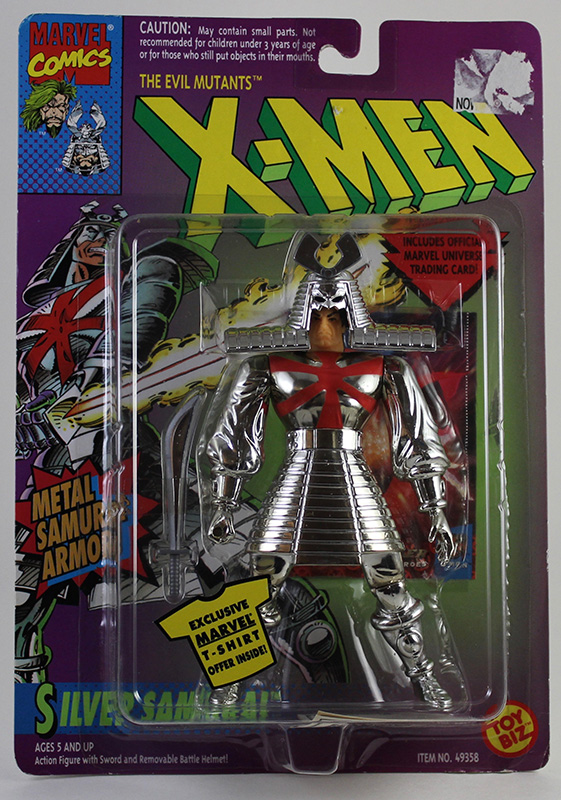 MARVEL
COMICS
CAUTION: May contain small parts. Not
recommended for children under 3 years of age
or for those who still put objects in their mouths.
THE EVIL MUTANTS™
X-MEN
INCLUDES OFFICIAL
MARVEL UNIVERSE
TRADING CARD!
METAL
SAMURAI
ARMOR!
EXCLUSIVE
MARVEL
T-SHIRT
OFFER INSIDE!
SILVER SAMURAI™
AGES 5 AND UP
Action Figure with Sword and Removable Battle Helmet!
TOY
BIZ
ITEM NO. 49358